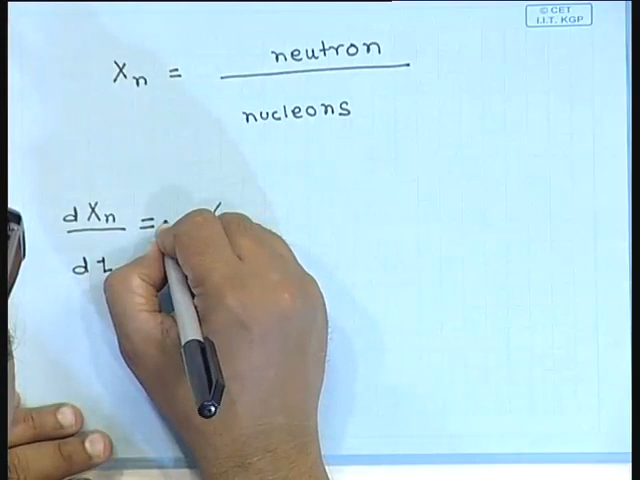 © CET
I.I.T. KGP
Xn = neutron
nucleons
dXn =
dt